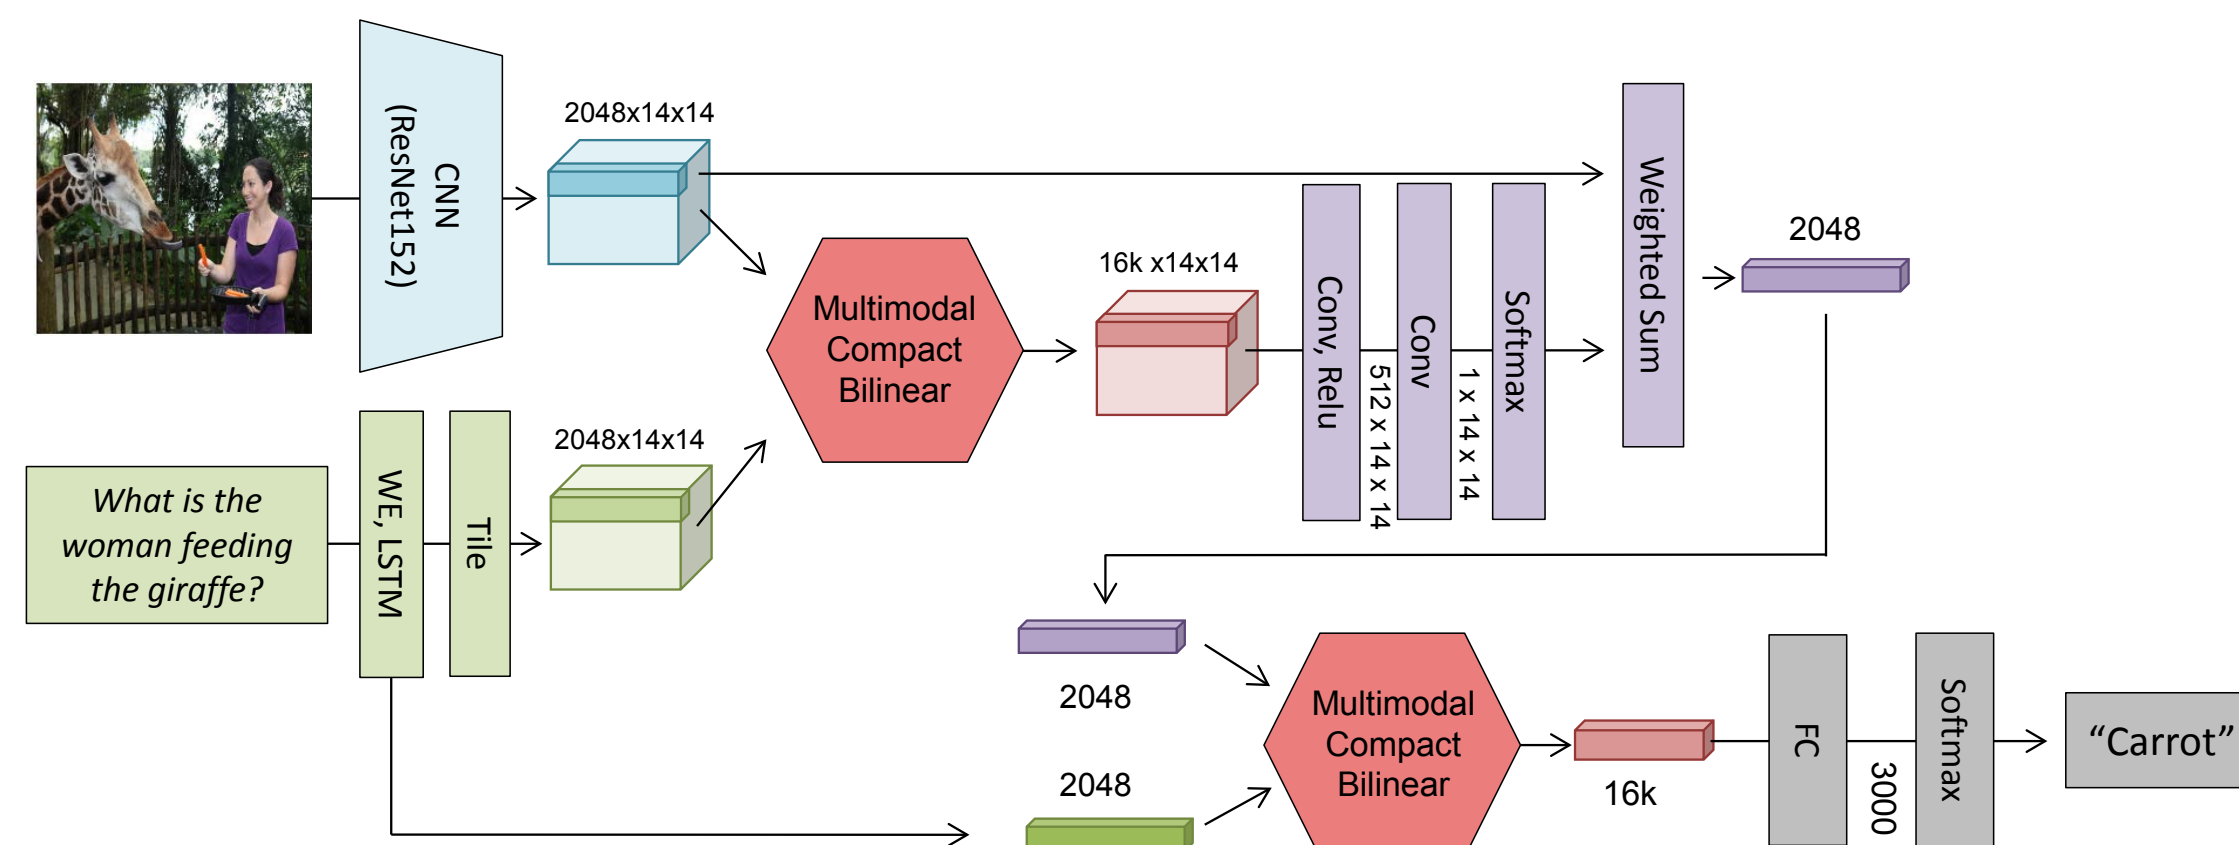 CNN
(ResNet152)
2048x14x14
Multimodal
Compact
Bilinear
16k x14x14
Conv, Relu
512 x 14 x 14
Conv
1 x 14 x 14
Softmax
Weighted Sum
2048
What is the
woman feeding
the giraffe?
WE, LSTM
Tile
2048x14x14
2048
2048
Multimodal
Compact
Bilinear
16k
FC
3000
Softmax
“Carrot”